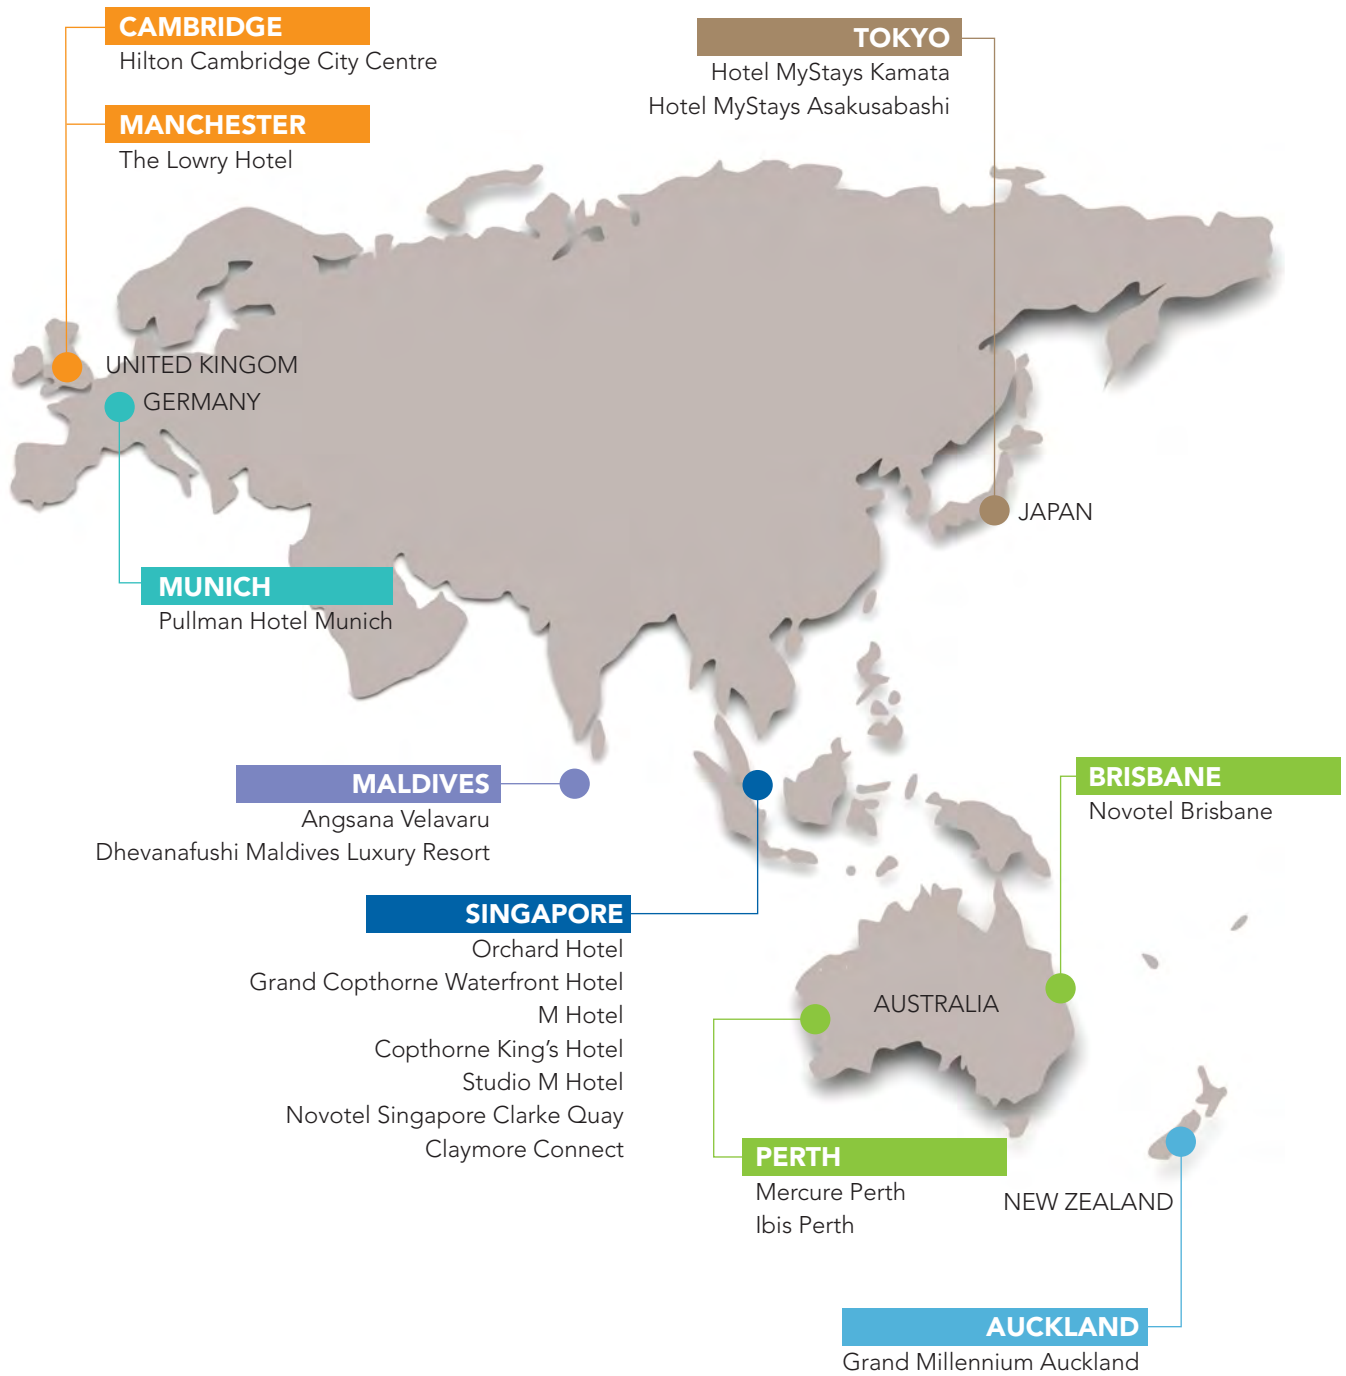 CAMBRIDGE
Hilton Cambridge City Centre
MANCHESTER
The Lowry Hotel
TOKYO
Hotel MyStays Kamata
Hotel MyStays Asakusabashi
UNITED KINGOM
GERMANY
JAPAN
MUNICH
Pullman Hotel Munich
MALDIVES
Angsana Velavaru
Dhevanafushi Maldives Luxury Resort
BRISBANE
Novotel Brisbane
SINGAPORE
Orchard Hotel
Grand Copthorne Waterfront Hotel
M Hotel
Copthorne King’s Hotel
Studio M Hotel
Novotel Singapore Clarke Quay
Claymore Connect
AUSTRALIA
PERTH
Mercure Perth
Ibis Perth
NEW ZEALAND
AUCKLAND
Grand Millennium Auckland